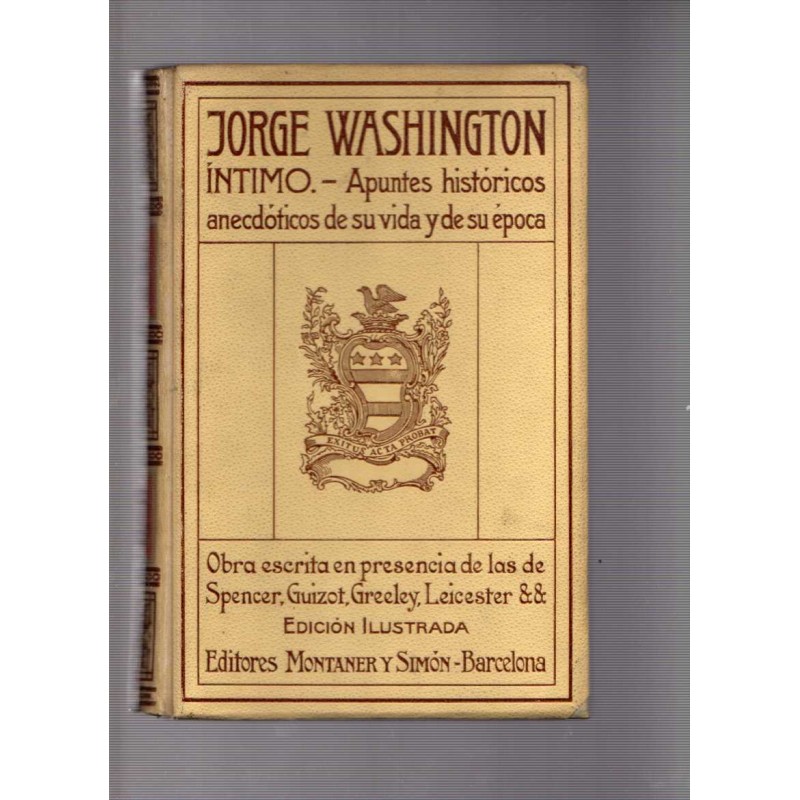 JORGE WASHINGTON
ÍNTIMO. – Apuntes históricos
anecdóticos de su vida y de su época
EXITUS ACTA PROBAT
Obra escrita en presencia de las de
Spencer, Guizot, Greeley, Leicester &&
EDICIÓN ILUSTRADA
Editores MONTANER Y SIMÓN - Barcelona